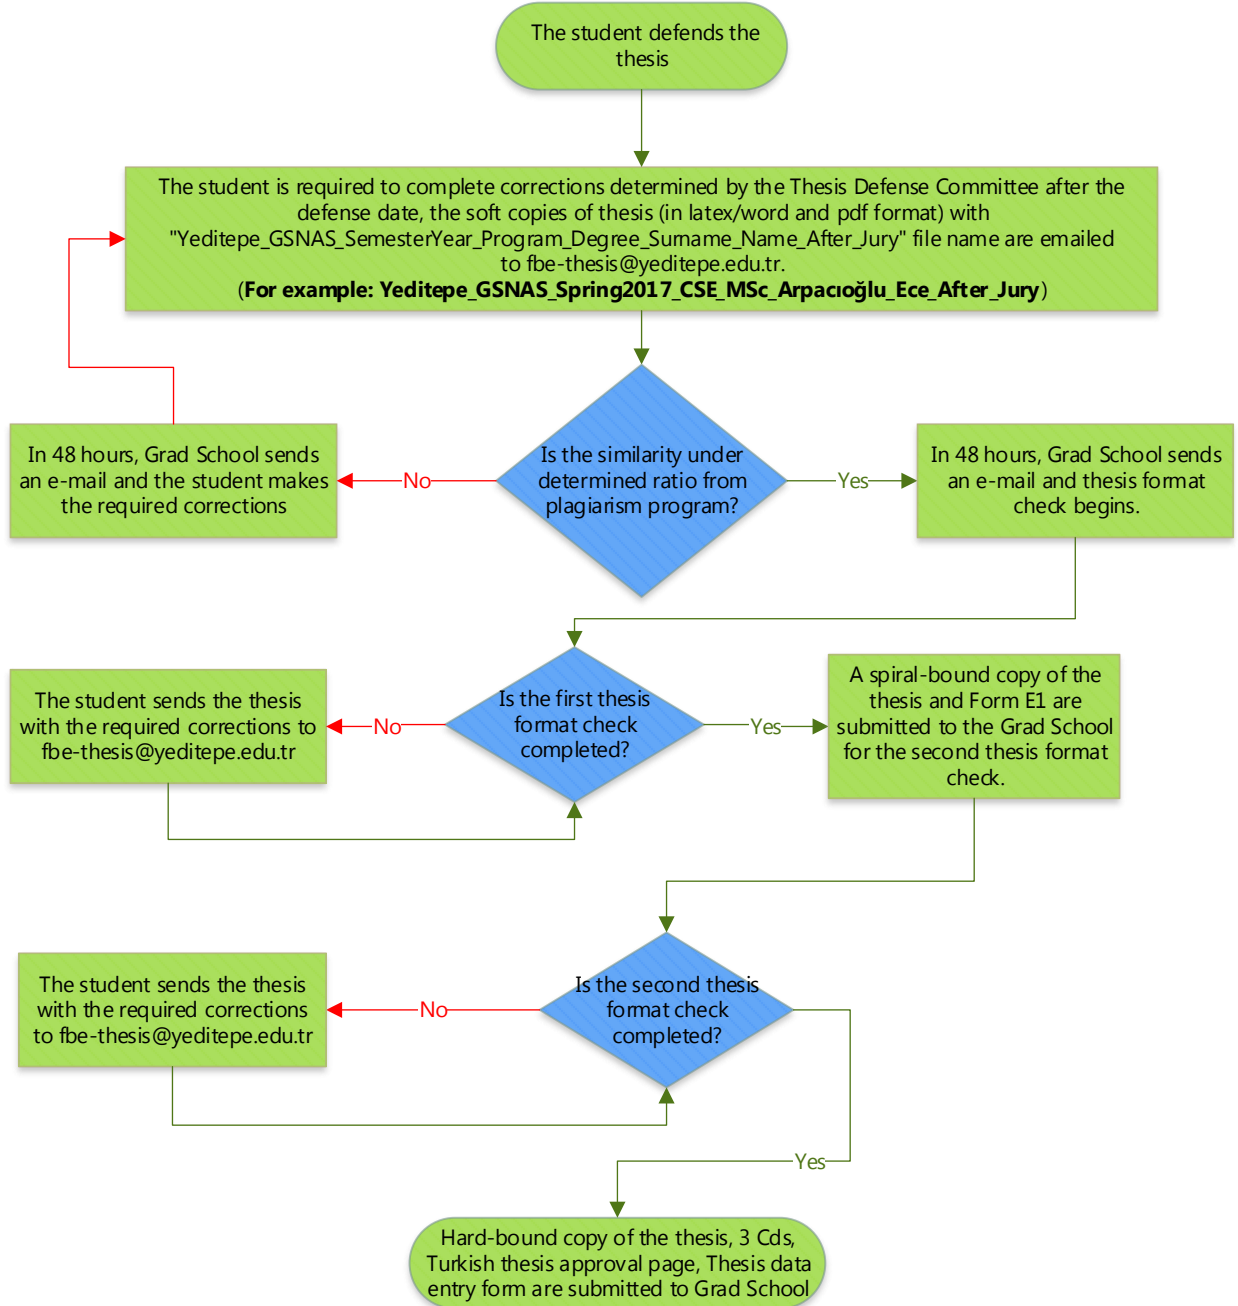 The student defends the
thesis
The student is required to complete corrections determined by the Thesis Defense Committee after the
defense date, the soft copies of thesis (in latex/word and pdf format) with
"Yeditepe_GSNAS_SemesterYear_Program_Degree_Surname_Name_After_Jury" file name are emailed
to fbe-thesis@yeditepe.edu.tr.
(For example: Yeditepe_GSNAS_Spring2017_CSE_MSc_Arpacıoğlu_Ece_After_Jury)
In 48 hours, Grad School sends
an e-mail and the student makes
the required corrections
No
Is the similarity under
determined ratio from
plagiarism program?
Yes
In 48 hours, Grad School sends
an e-mail and thesis format
check begins.
The student sends the thesis
with the required corrections to
fbe-thesis@yeditepe.edu.tr
No
Is the first thesis
format check
completed?
Yes
A spiral-bound copy of the
thesis and Form E1 are
submitted to the Grad School
for the second thesis format
check.
The student sends the thesis
with the required corrections
to fbe-thesis@yeditepe.edu.tr
No
Is the second thesis
format check
completed?
Yes
Hard-bound copy of the thesis, 3 Cds,
Turkish thesis approval page, Thesis data
entry form are submitted to Grad School